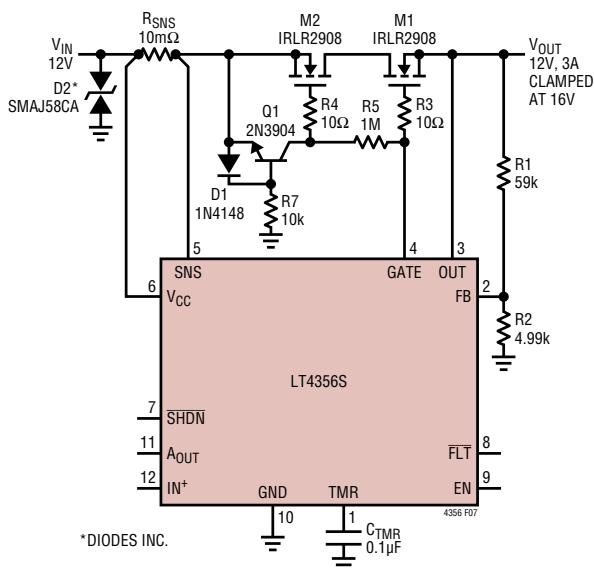 RSNS
10mΩ
M2
IRLR2908
M1
IRLR2908
VIN
12V
VOUT
12V, 3A
CLAMPED
AT 16V
D2*
SMAJ58CA
Q1
2N3904
R4
10Ω
R5
1M
R3
10Ω
R1
59k
D1
1N4148
R7
10k
5
4
3
SNS
GATE
OUT
6
VCC
FB
2
R2
4.99k
LT4356S
7
SHDN
11
AOUT
FLT
8
12
IN+
EN
9
GND
TMR
4356 F07
10
1
CTMR
0.1µF
*DIODES INC.